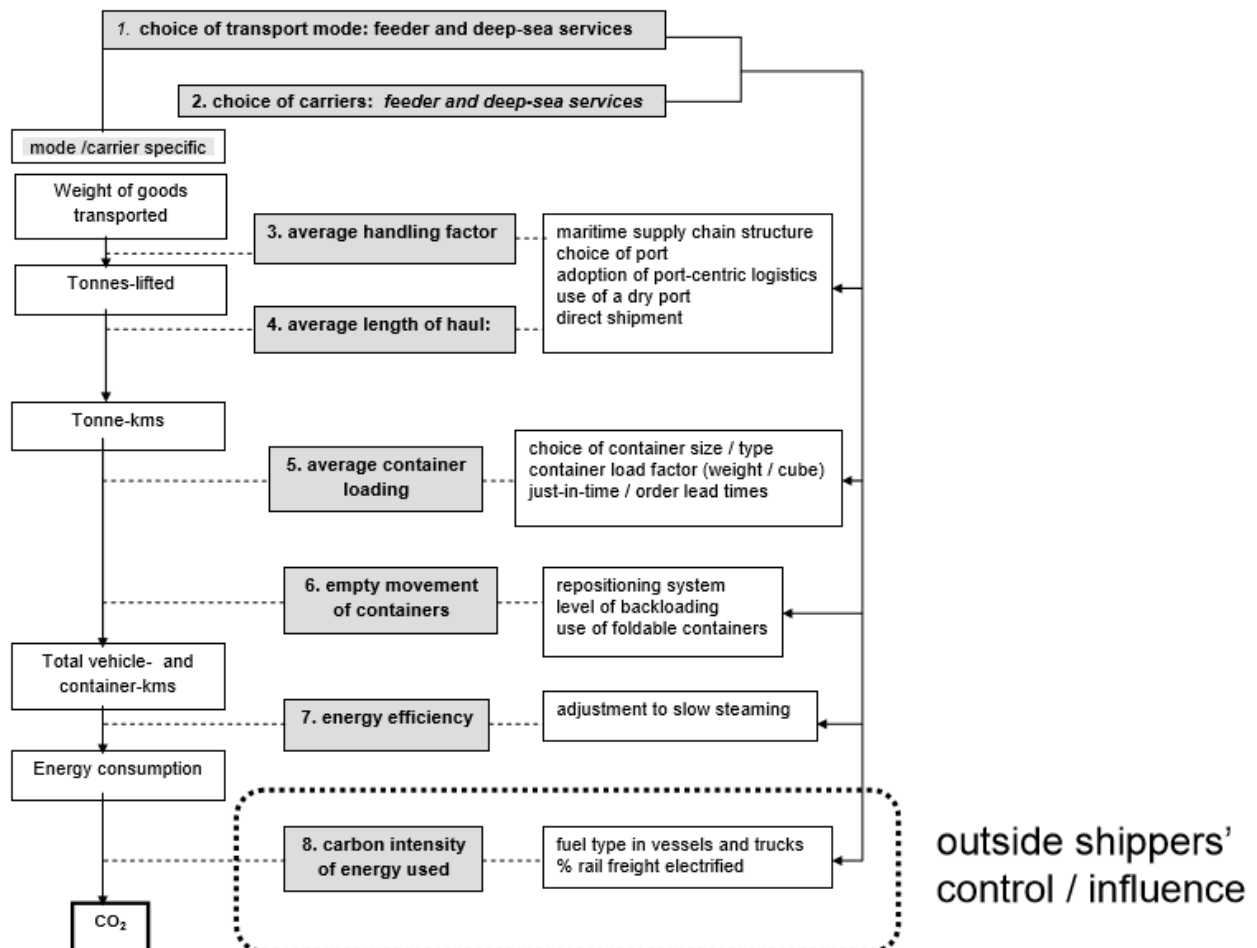 1. choice of transport mode: feeder and deep-sea services
2. choice of carriers: feeder and deep-sea services
mode /carrier specific
Weight of goods
transported
3. average handling factor
maritime supply chain structure
choice of port
adoption of port-centric logistics
use of a dry port
direct shipment
Tonnes-lifted
4. average length of haul:
Tonne-kms
5. average container
loading
choice of container size / type
container load factor (weight / cube)
just-in-time / order lead times
6. empty movement
of containers
repositioning system
level of backloading
use of foldable containers
Total vehicle- and
container-kms
7. energy efficiency
adjustment to slow steaming
Energy consumption
8. carbon intensity
of energy used
fuel type in vessels and trucks
% rail freight electrified
outside shippers'
control / influence
CO₂